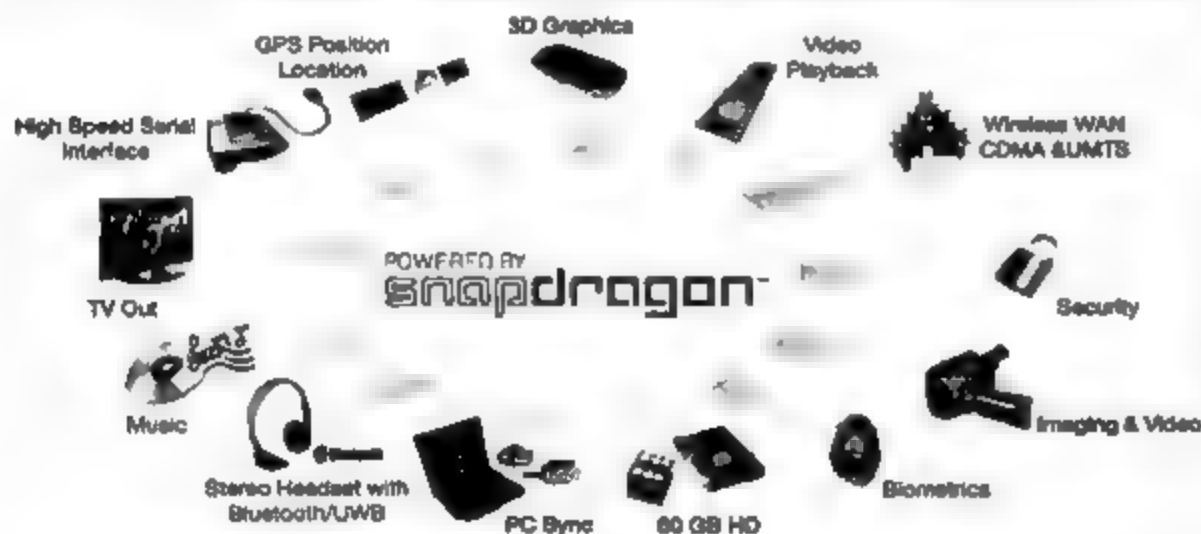 3D Graphics
GPS Position
Location
Video
Playback
High Speed Serial
Interface
Wireless WAN
CDMA &UMTS
POWERED BY
snapdragon™
TV Out
Security
Music
Imaging & Video
Stereo Headset with
Bluetooth/UWB
PC Sync
60 GB HD
Biometrics